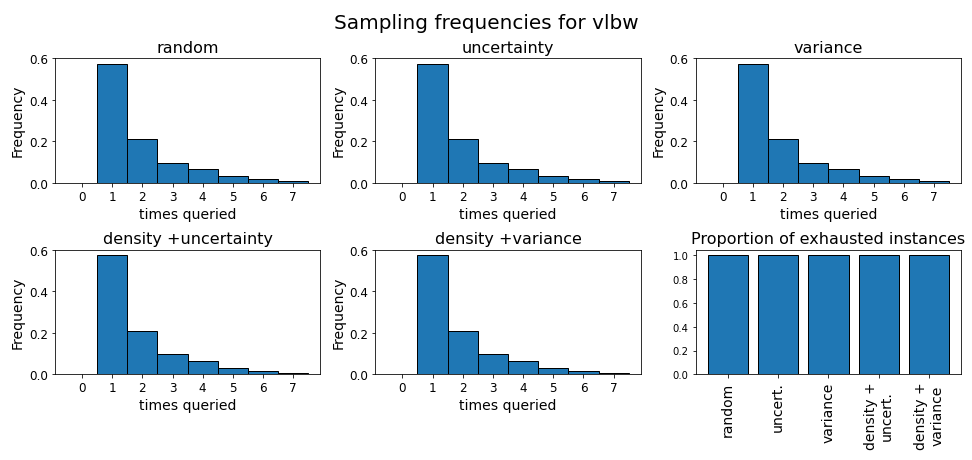 Sampling frequencies for vlbw
random
0.6
0.4
0.2
0.0
Frequency
0 1 2 3 4 5 6 7
times queried
uncertainty
0.6
0.4
0.2
0.0
Frequency
0 1 2 3 4 5 6 7
times queried
variance
0.6
0.4
0.2
0.0
Frequency
0 1 2 3 4 5 6 7
times queried
density +uncertainty
0.6
0.4
0.2
0.0
Frequency
0 1 2 3 4 5 6 7
times queried
density +variance
0.6
0.4
0.2
0.0
Frequency
0 1 2 3 4 5 6 7
times queried
Proportion of exhausted instances
1.0
0.8
0.6
0.4
0.2
0.0
random
uncert.
variance
density +
uncert.
density +
variance